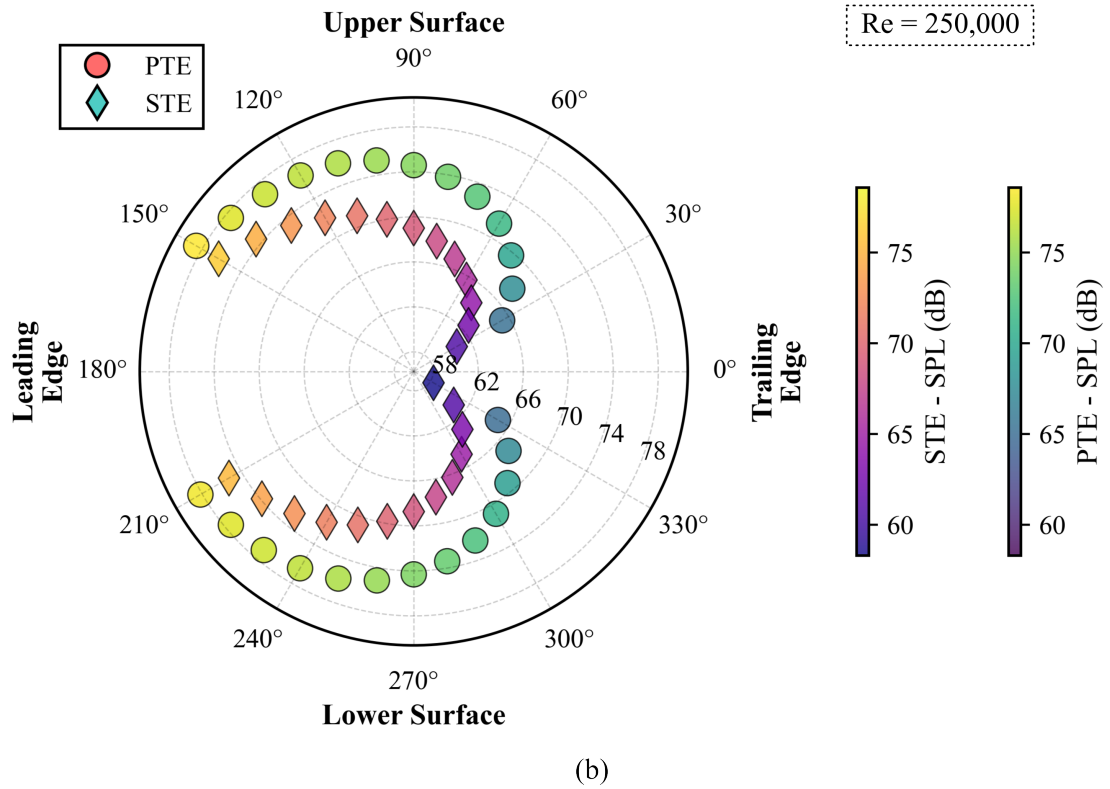 Upper Surface
Re = 250,000
PTE
STE
90°
120°
60°
150°
30°
180°
0°
210°
330°
240°
300°
270°
58
62
66
70
74
78
Leading
Edge
Trailing
Edge
Lower Surface
75
70
65
60
STE - SPL (dB)
75
70
65
60
PTE - SPL (dB)
(b)